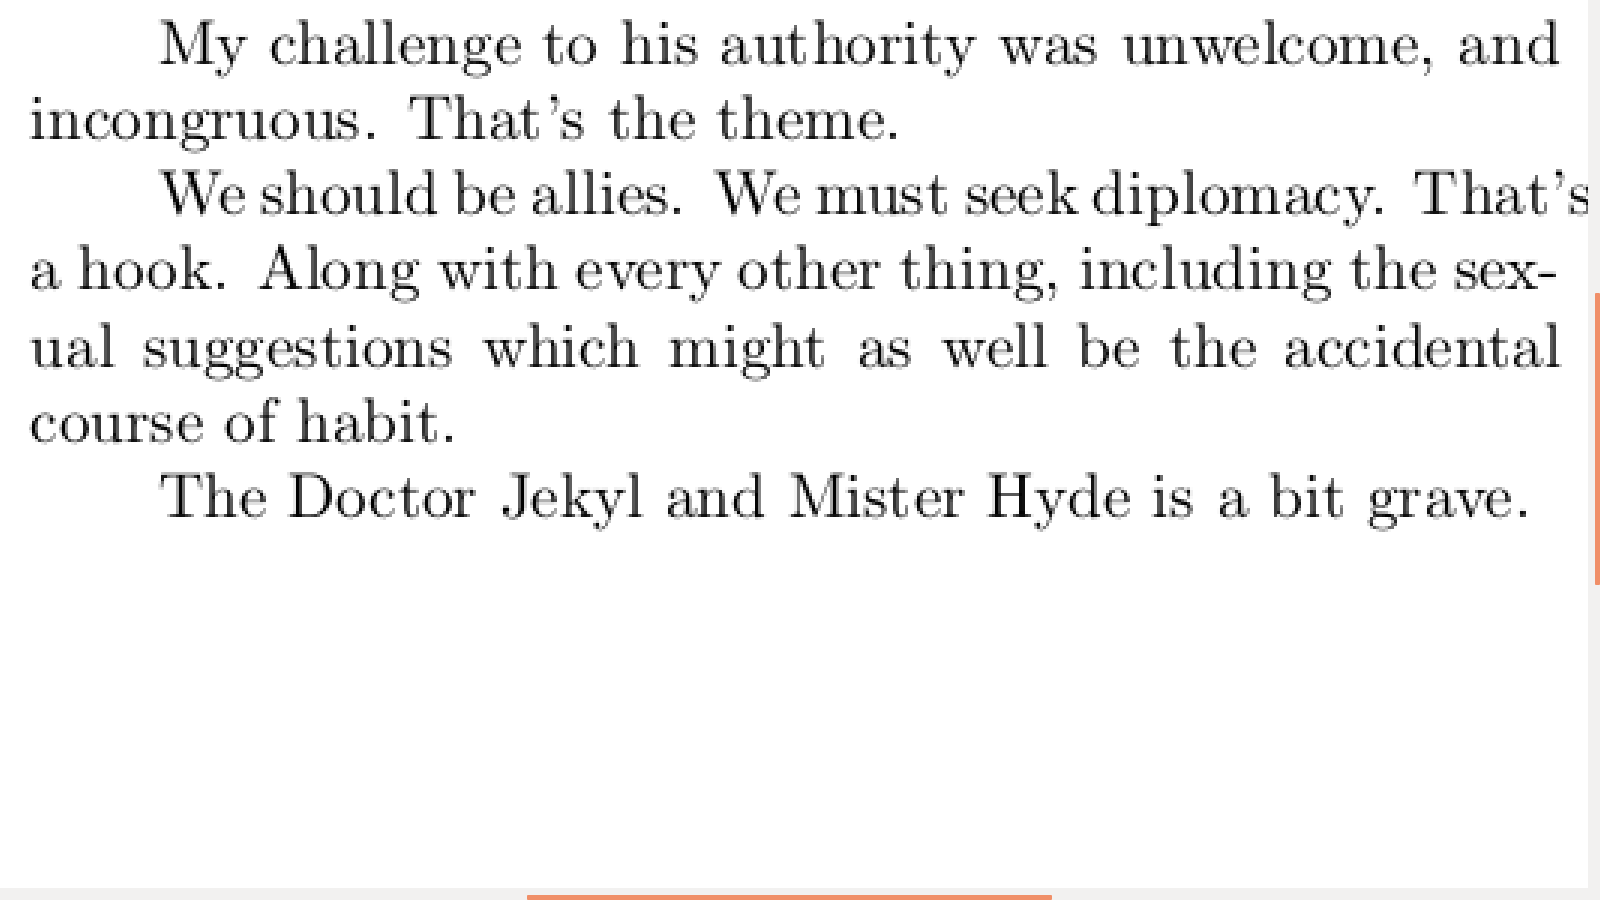 My challenge to his authority was unwelcome, and
incongruous. That's the theme.
We should be allies. We must seek diplomacy. That's
a hook. Along with every other thing, including the sex-
ual suggestions which might as well be the accidental
course of habit.
The Doctor Jekyl and Mister Hyde is a bit grave.